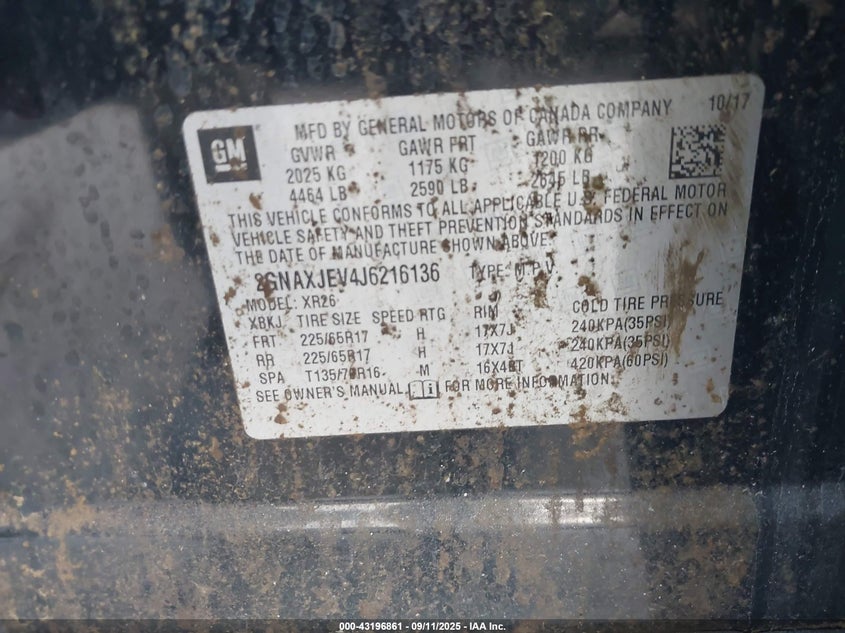 GM
MFD BY GENERAL MOTORS OF CANADA COMPANY 10/17
GVWR GAWR FRT GAWR RR
2025 KG 1175 KG 1200 KG
4464 LB 2590 LB 2645 LB
THIS VEHICLE CONFORMS TO ALL APPLICABLE U.S. FEDERAL MOTOR
VEHICLE SAFETY AND THEFT PREVENTION STANDARDS IN EFFECT ON
THE DATE OF MANUFACTURE SHOWN ABOVE.
2GNAXJEV4J6216136 TYPE: M.P.V.
MODEL: XR26
XBKJ TIRE SIZE SPEED RTG RIM COLD TIRE PRESSURE
FRT 225/65R17 H 17X7J 240KPA(35PSI)
RR 225/65R17 H 17X7J 240KPA(35PSI)
SPA T135/70R16 M 16X4BT 420KPA(60PSI)
SEE OWNER'S MANUAL FOR MORE INFORMATION.
000-43196861 - 09/11/2025 - IAA Inc.